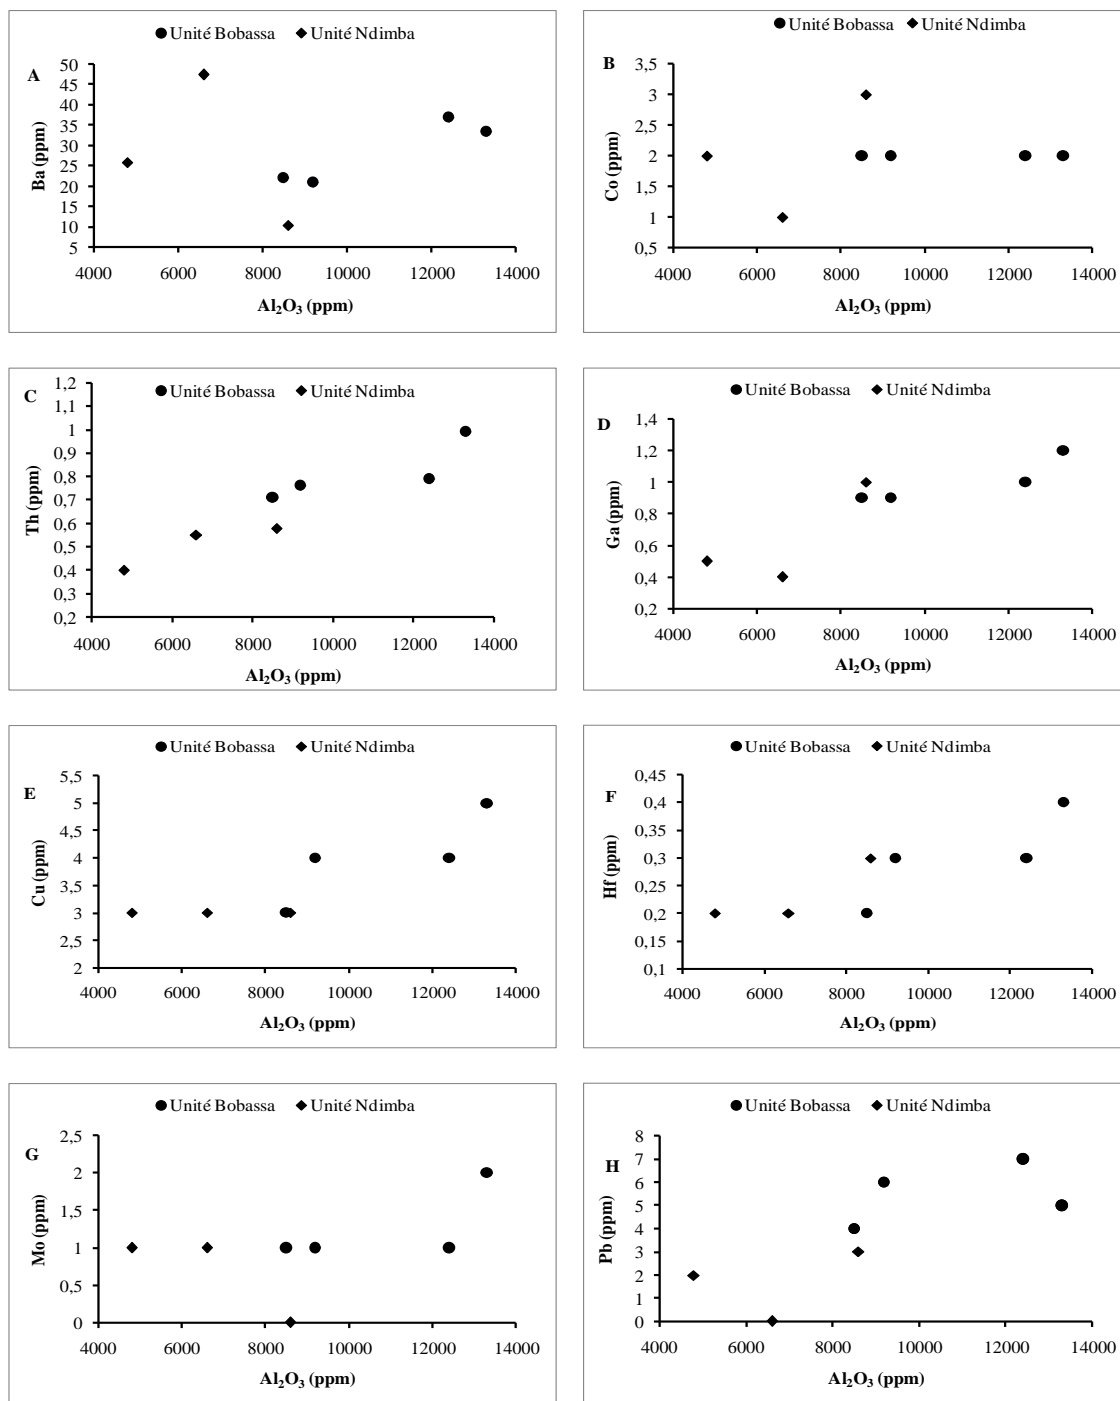 Unité Bobassa Unité Ndimba
A
50
45
40
35
30
25
20
15
10
5
Ba (ppm)
4000 6000 8000 10000 12000 14000
Al₂O₃ (ppm)
Unité Bobassa Unité Ndimba
B
3,5
3
2,5
2
1,5
1
0,5
Co (ppm)
4000 6000 8000 10000 12000 14000
Al₂O₃ (ppm)
Unité Bobassa Unité Ndimba
C
1,2
1,1
1
0,9
0,8
0,7
0,6
0,5
0,4
0,3
0,2
Th (ppm)
4000 6000 8000 10000 12000 14000
Al₂O₃ (ppm)
Unité Bobassa Unité Ndimba
D
1,4
1,2
1
0,8
0,6
0,4
0,2
Ga (ppm)
4000 6000 8000 10000 12000 14000
Al₂O₃ (ppm)
Unité Bobassa Unité Ndimba
E
5,5
5
4,5
4
3,5
3
2,5
2
Cu (ppm)
4000 6000 8000 10000 12000 14000
Al₂O₃ (ppm)
Unité Bobassa Unité Ndimba
F
0,45
0,4
0,35
0,3
0,25
0,2
0,15
0,1
Hf (ppm)
4000 6000 8000 10000 12000 14000
Al₂O₃ (ppm)
Unité Bobassa Unité Ndimba
G
2,5
2
1,5
1
0,5
0
Mo (ppm)
4000 6000 8000 10000 12000 14000
Al₂O₃ (ppm)
Unité Bobassa Unité Ndimba
H
8
7
6
5
4
3
2
1
0
Pb (ppm)
4000 6000 8000 10000 12000 14000
Al₂O₃ (ppm)